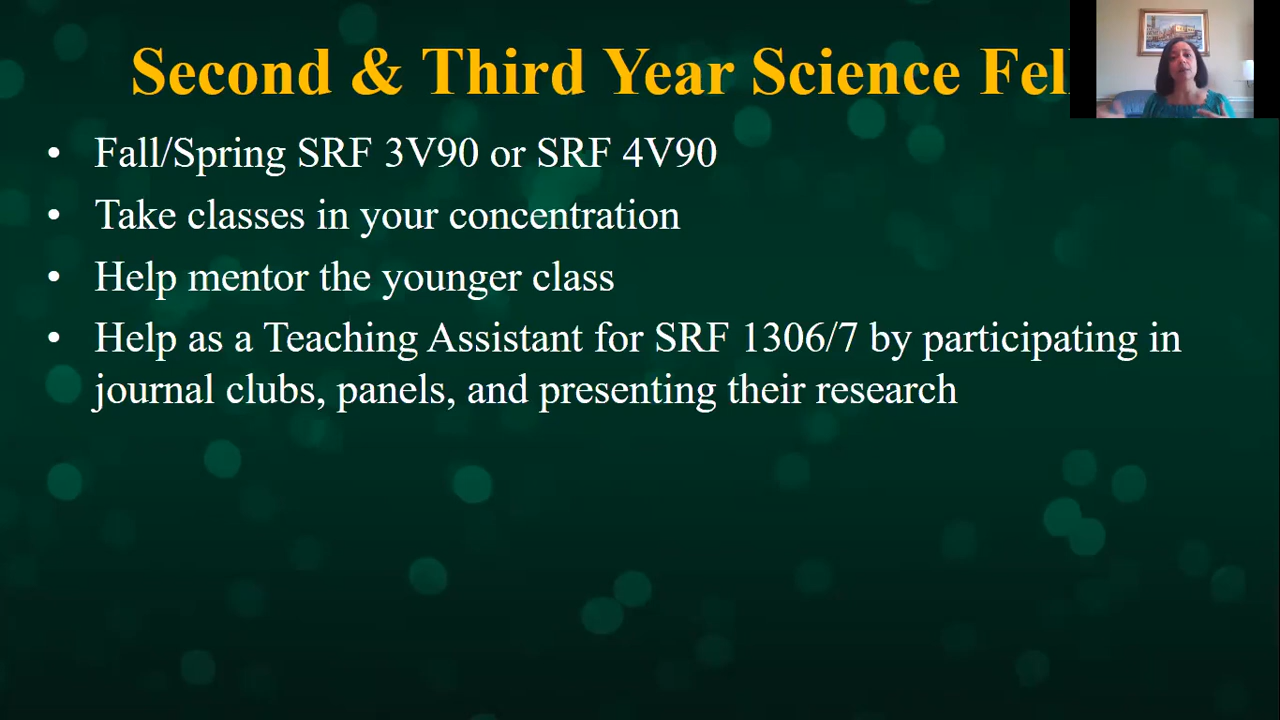 Second & Third Year Science
• Fall/Spring SRF 3V90 or SRF 4V90
• Take classes in your concentration
• Help mentor the younger class
• Help as a Teaching Assistant for SRF 1306/7 by participating in
journal clubs, panels, and presenting their research